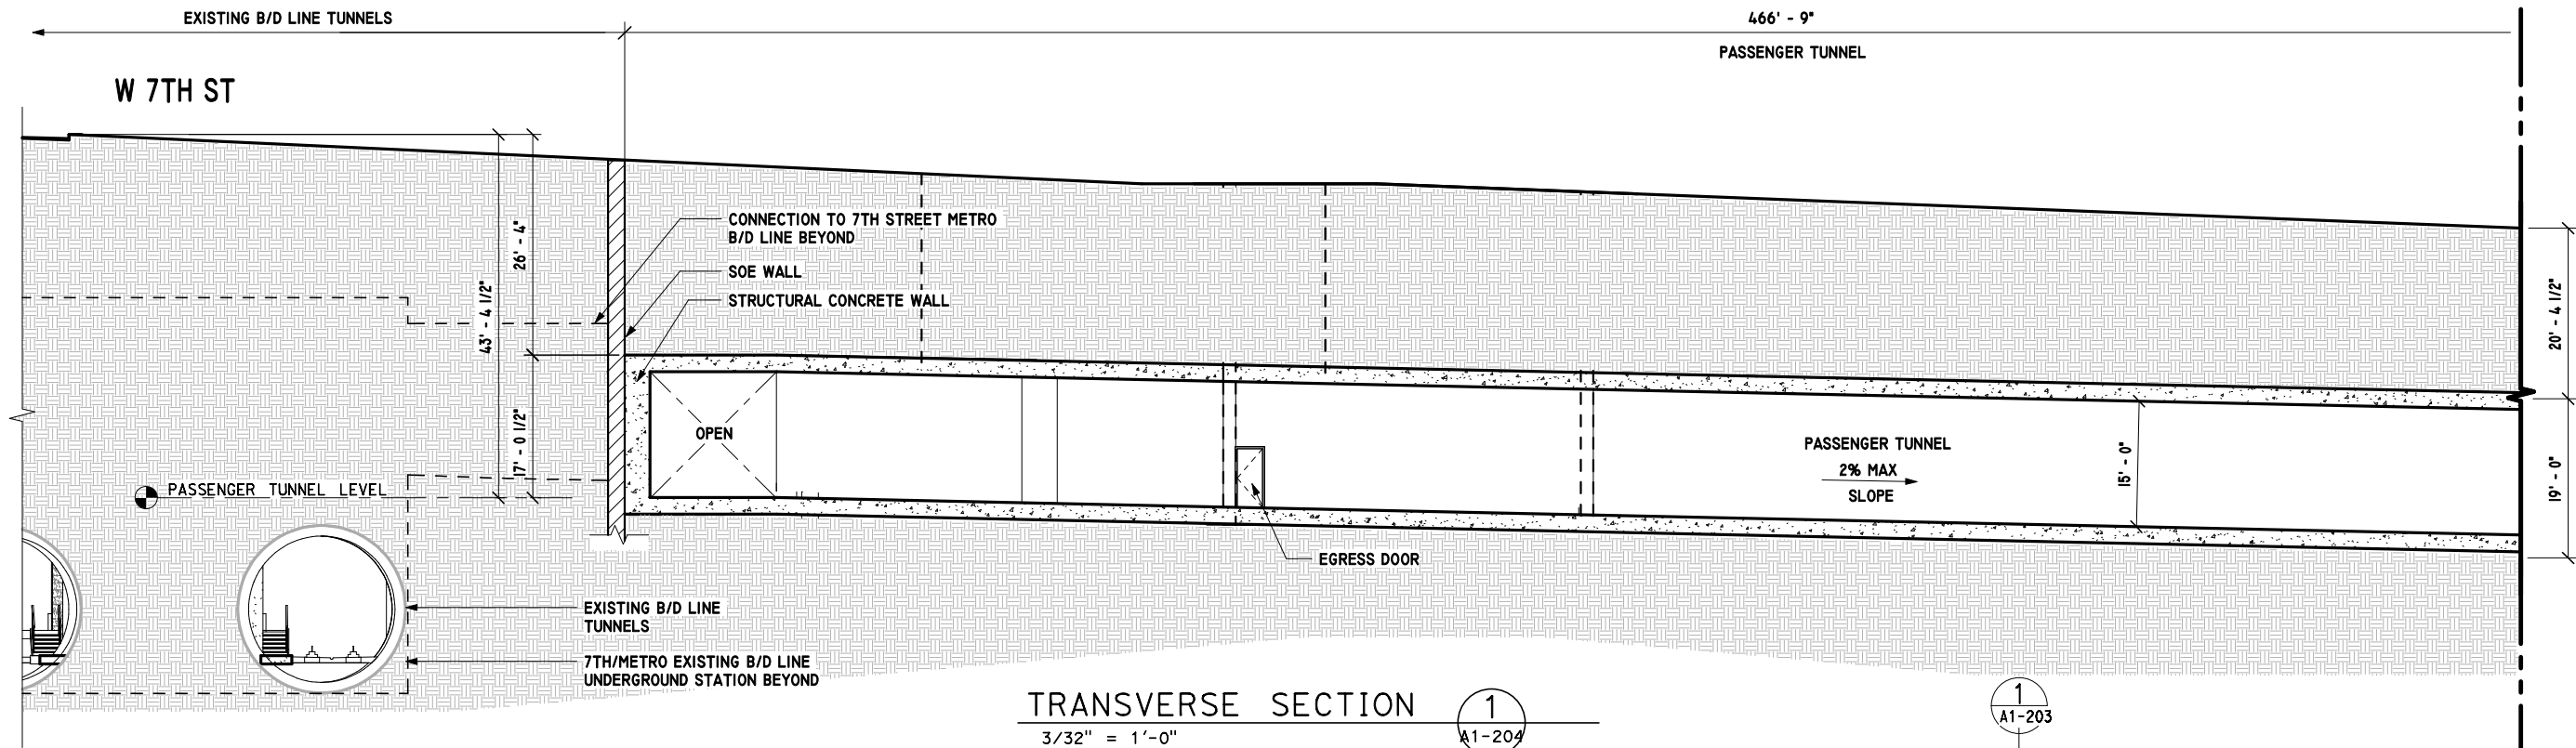 EXISTING B/D LINE TUNNELS
466' - 9"
PASSENGER TUNNEL
W 7TH ST
CONNECTION TO 7TH STREET METRO
B/D LINE BEYOND
SOE WALL
STRUCTURAL CONCRETE WALL
26' - 4"
43' - 4 1/2"
17' - 0 1/2"
20' - 4 1/2"
19' - 0"
15' - 0"
OPEN
PASSENGER TUNNEL
2% MAX
SLOPE
PASSENGER TUNNEL LEVEL
EGRESS DOOR
EXISTING B/D LINE
TUNNELS
7TH/METRO EXISTING B/D LINE
UNDERGROUND STATION BEYOND
TRANSVERSE SECTION
3/32" = 1'-0"
1
A1-204
1
A1-203